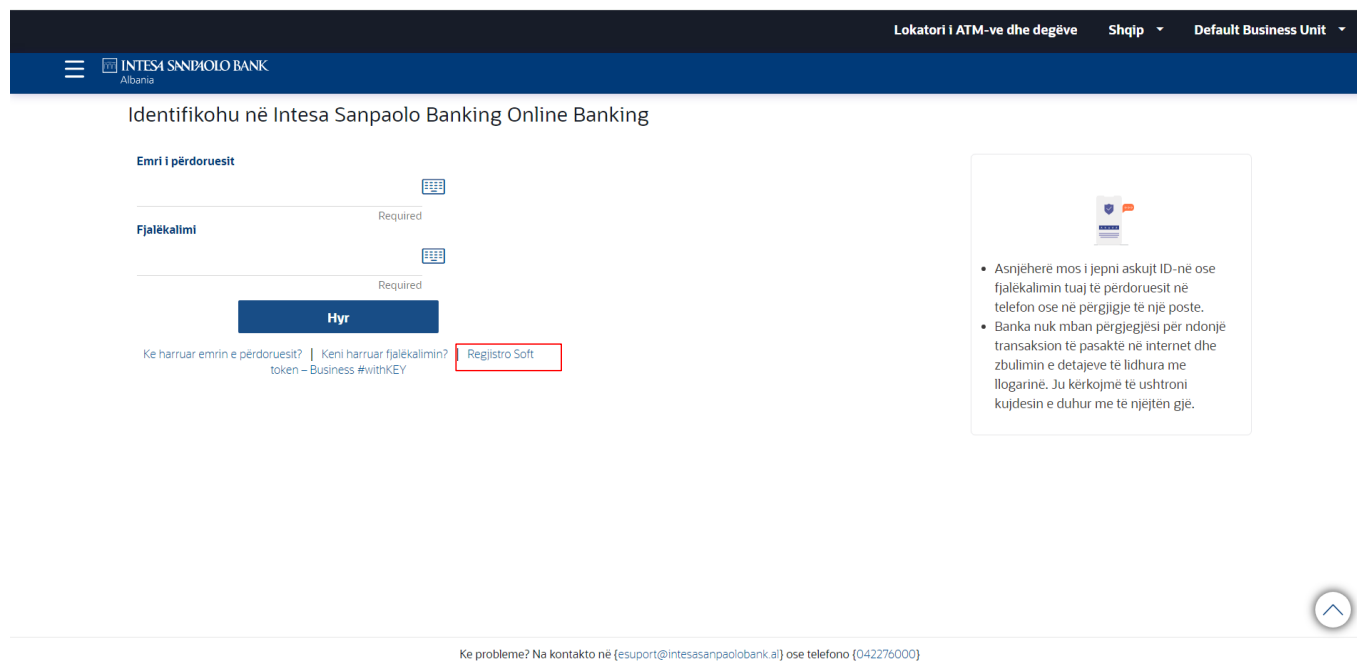 Lokatori i ATM-ve dhe degëve Shqip Default Business Unit
INTESA SANPAOLO BANK
Albania
Identifikohu në Intesa Sanpaolo Banking Online Banking
Emri i përdoruesit
Required
Fjalëkalimi
Required
Hyr
Ke harruar emrin e përdoruesit? | Keni harruar fjalëkalimin? | Regjistro Soft
token – Business #withKEY
• Asnjëherë mos i jepni askujt ID-në ose
fjalëkalimin tuaj të përdoruesit në
telefon ose në përgjigje të një poste.
• Banka nuk mban përgjegjësi për ndonjë
transaksion të pasaktë në internet dhe
zbulimin e detajeve të lidhura me
llogarinë. Ju kërkojmë të ushtroni
kujdesin e duhur me të njëjtën gjë.
Ke probleme? Na kontakto në {esuport@intesasanpaolobank.al} ose telefono {042276000}